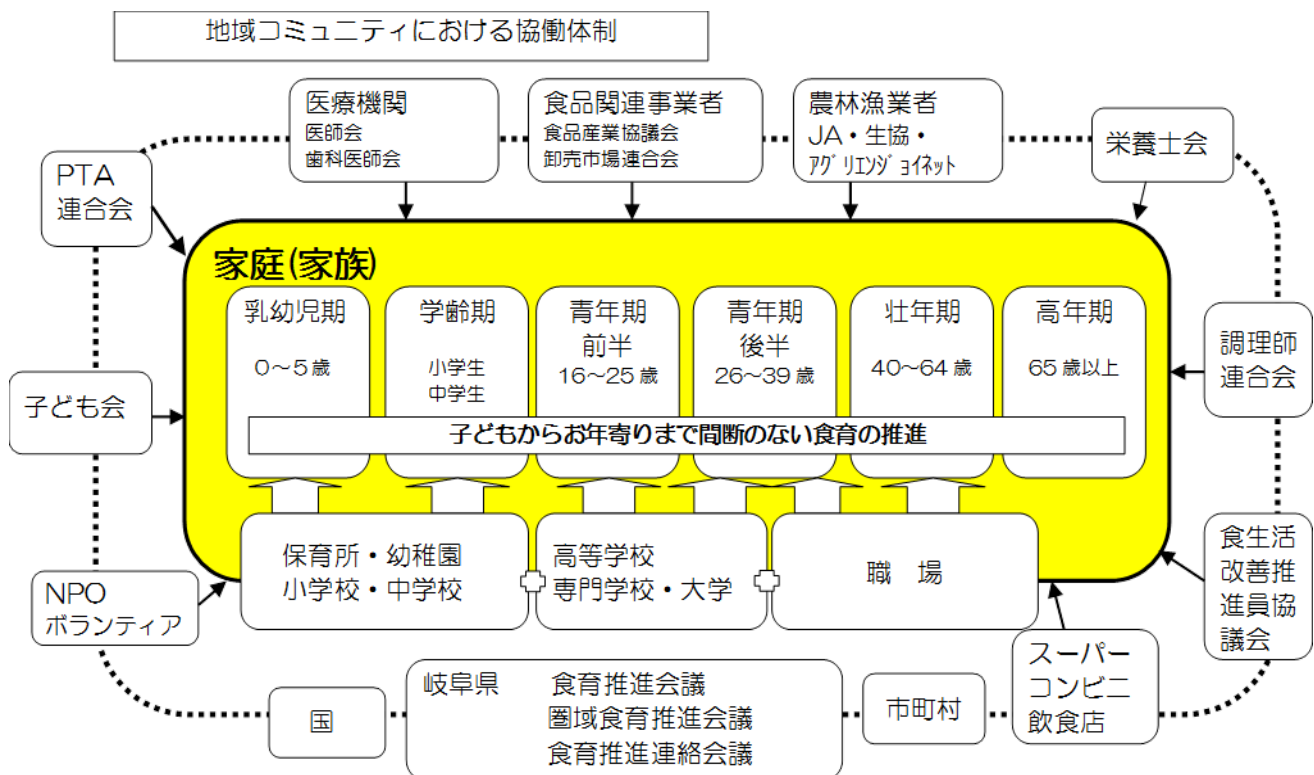 地域コミュニティにおける協働体制
医療機関
医師会
歯科医師会
食品関連事業者
食品産業協議会
卸売市場連合会
農林漁業者
JA・生協・
ｱｸﾞﾘｴﾝｼﾞｮｲﾈｯﾄ
栄養士会
PTA
連合会
家庭(家族)
乳幼児期
0～5歳
学齢期
小学生
中学生
青年期
前半
16～25歳
青年期
後半
26～39歳
壮年期
40～64歳
高年期
65歳以上
調理師
連合会
子ども会
子どもからお年寄りまで間断のない食育の推進
保育所・幼稚園
小学校・中学校
高等学校
専門学校・大学
職　場
食生活
改善推
進員協
議会
NPO
ボランティア
スーパー
コンビニ
飲食店
国
岐阜県　食育推進会議
圏域食育推進会議
食育推進連絡会議
市町村